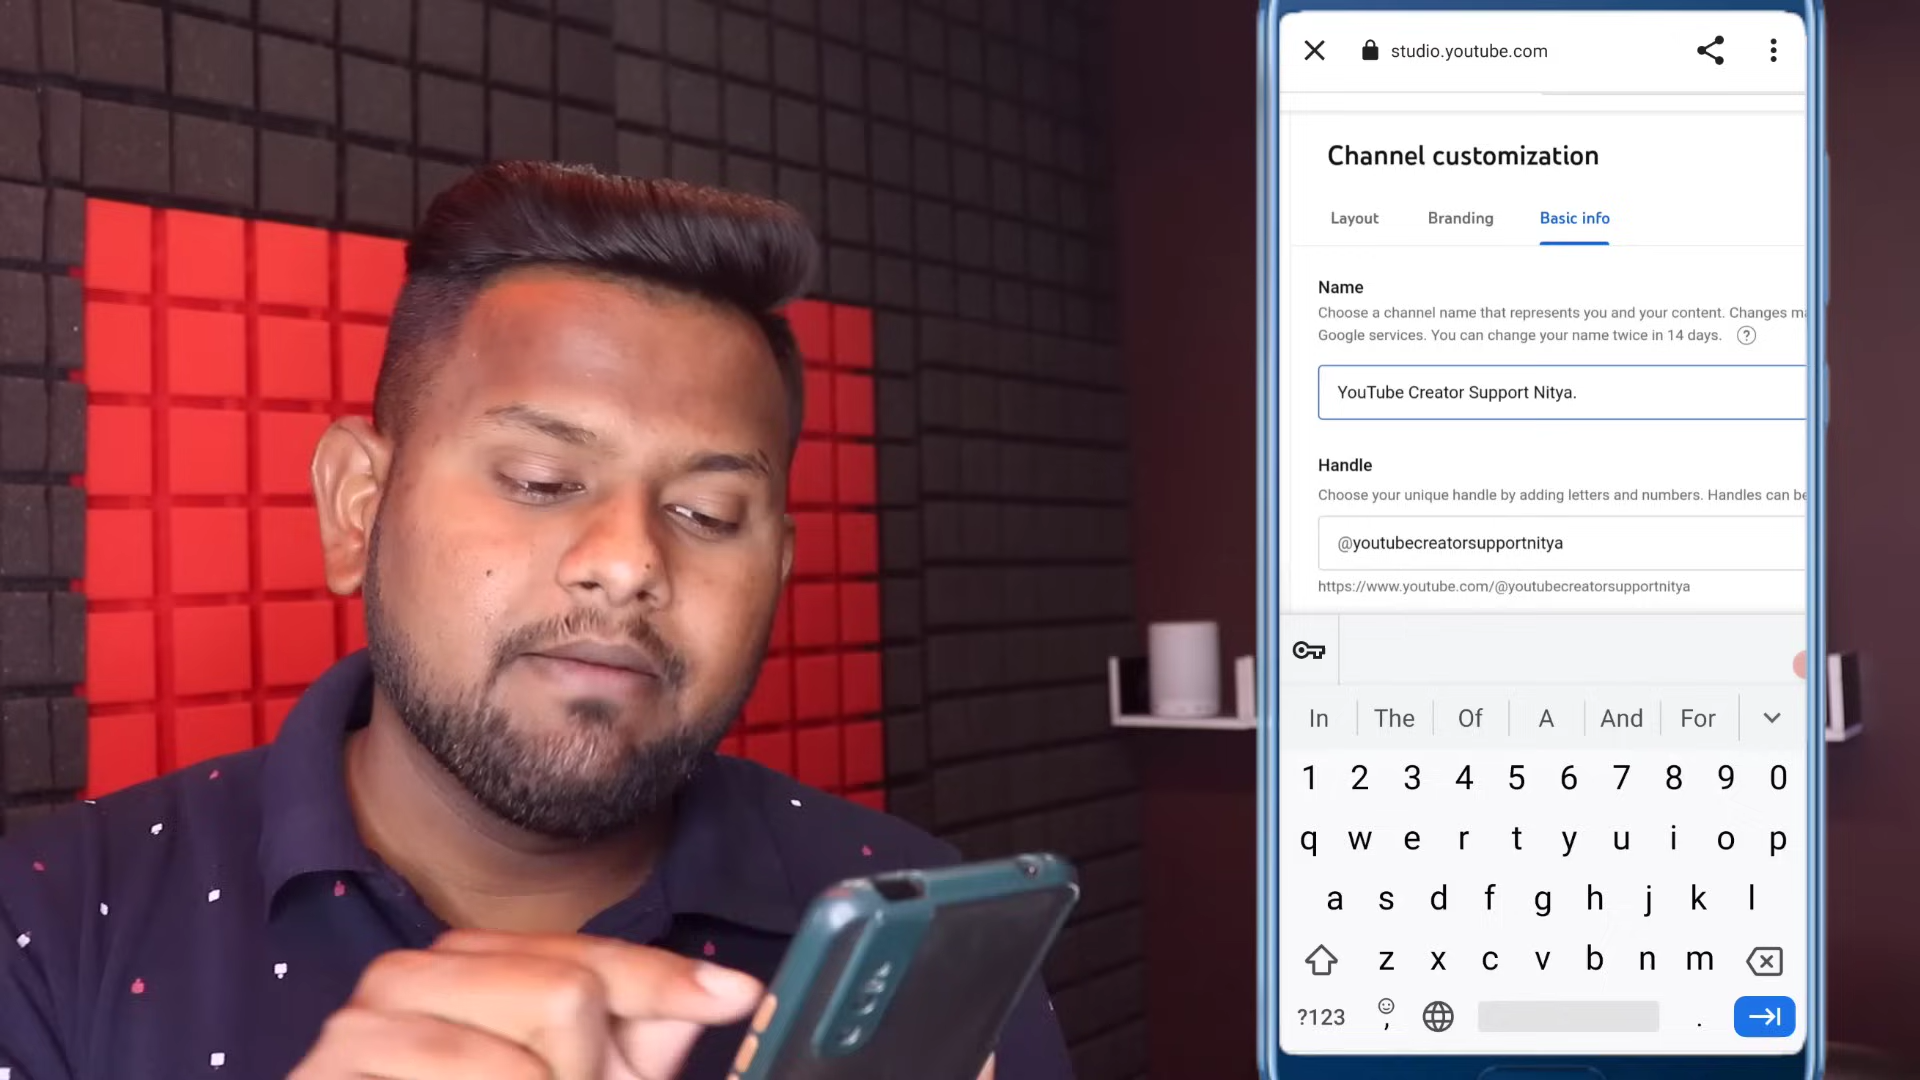 studio.youtube.com
Channel customization
Layout Branding Basic info
Name
Choose a channel name that represents you and your content. Changes
Google services. You can change your name twice in 14 days. ?
YouTube Creator Support Nitya.
Handle
Choose your unique handle by adding letters and numbers. Handles can
@youtubecreatorsupportnitya
https://www.youtube.com/@youtubecreatorsupportnitya
In The Of A And For
1 2 3 4 5 6 7 8 9 0
q w e r t y u i o p
a s d f g h j k l
z x c v b n m
?123 , .